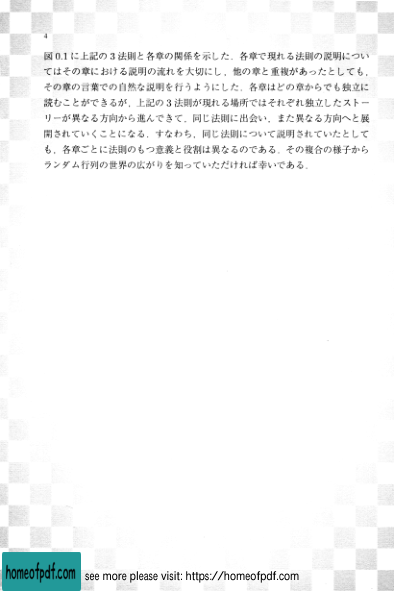 4
図 0.1 に上記の 3 法則と各章の関係を示した．各章で現れる法則の説明につい
てはその章における説明の流れを大切にし，他の章と重複があったとしても，
その章の言葉での自然な説明を行うようにした．各章はどの章からでも独立に
読むことができるが，上記の 3 法則が現れる場所ではそれぞれ独立したストー
リーが異なる方向から進んできて，同じ法則に出会い，また異なる方向へと展
開されていくことになる．すなわち，同じ法則について説明されていたとして
も，各章ごとに法則のもつ意義と役割は異なるのである．その複合の様子から
ランダム行列の世界の広がりを知っていただければ幸いである．
homeofpdf.com see more please visit: https://homeofpdf.com